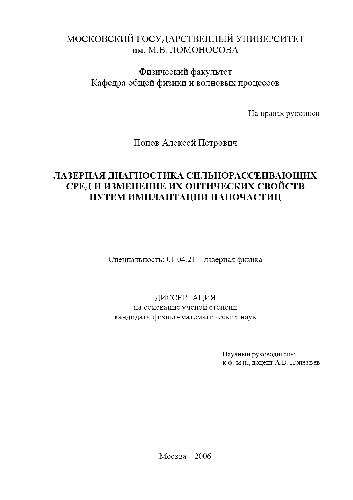 МОСКОВСКИЙ ГОСУДАРСТВЕННЫЙ УНИВЕРСИТЕТ
им. М.В. ЛОМОНОСОВА
Физический факультет
Кафедра общей физики и волновых процессов
На правах рукописи
Попов Алексей Петрович
ЛАЗЕРНАЯ ДИАГНОСТИКА СИЛЬНОРАССЕИВАЮЩИХ
СРЕД И ИЗМЕНЕНИЕ ИХ ОПТИЧЕСКИХ СВОЙСТВ
ПУТЕМ ИМПЛАНТАЦИИ НАНОЧАСТИЦ
Специальность: 01.04.21 – лазерная физика
ДИССЕРТАЦИЯ
на соискание ученой степени
кандидата физико-математических наук
Научный руководитель:
к.ф.-м.н., доцент А.В.
Москва – 2006